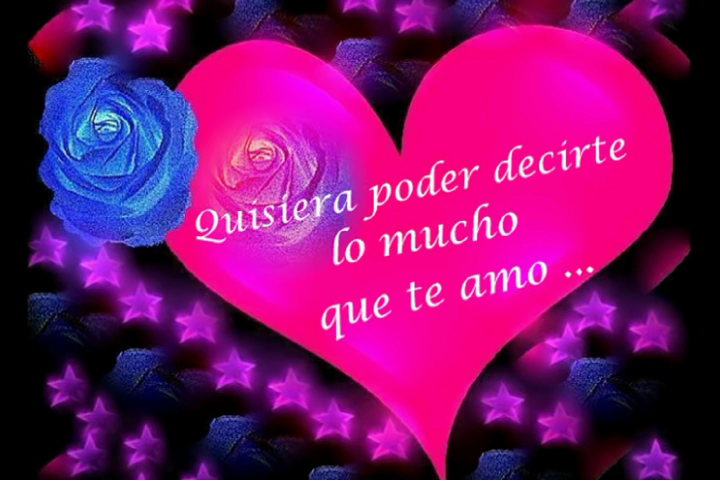 Quisiera poder decirte
lo mucho
que te amo ...